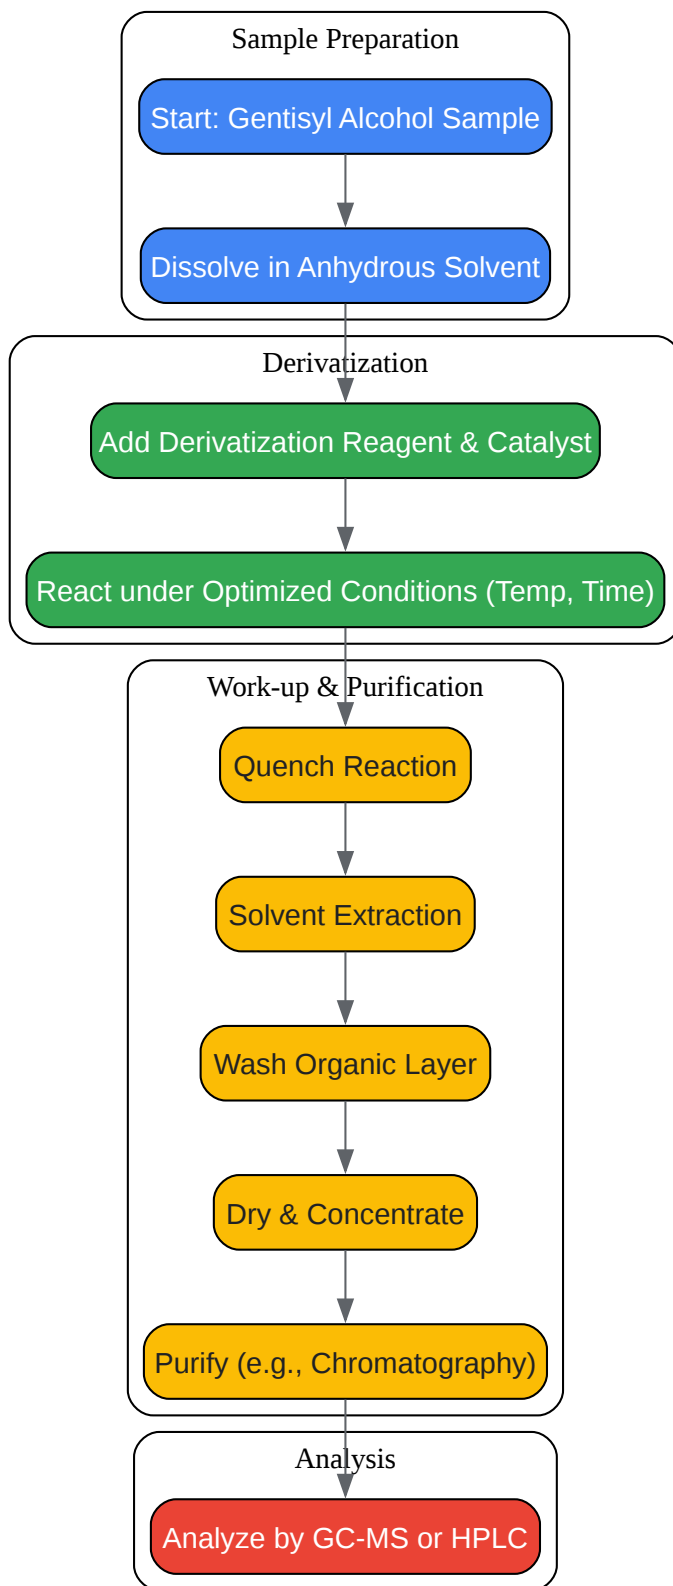 Sample Preparation
Start: Gentisyl Alcohol Sample
Dissolve in Anhydrous Solvent
Derivatization
Add Derivatization Reagent & Catalyst
React under Optimized Conditions (Temp, Time)
Work-up & Purification
Quench Reaction
Solvent Extraction
Wash Organic Layer
Dry & Concentrate
Purify (e.g., Chromatography)
Analysis
Analyze by GC-MS or HPLC